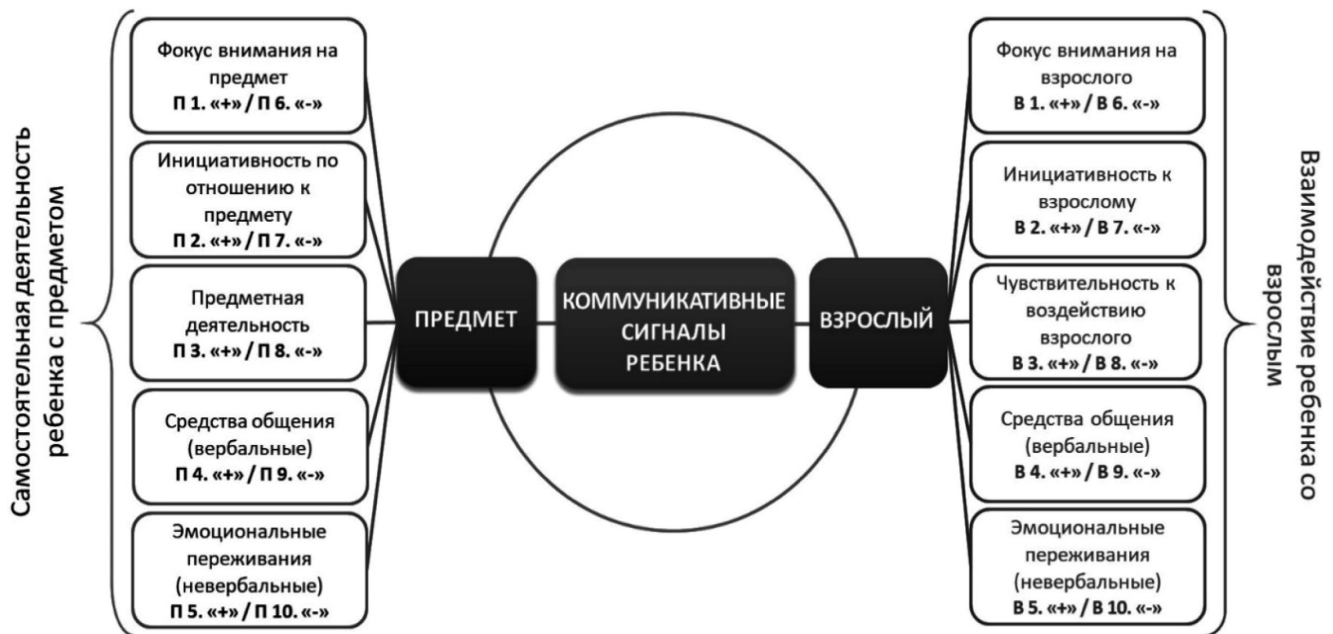 Самостоятельная деятельность
ребенка с предметом
Фокус внимания на
предмет
П 1. «+» / П 6. «-»
Инициативность по
отношению к
предмету
П 2. «+» / П 7. «-»
Предметная
деятельность
П 3. «+» / П 8. «-»
Средства общения
(вербальные)
П 4. «+» / П 9. «-»
Эмоциональные
переживания
(невербальные)
П 5. «+» / П 10. «-»
ПРЕДМЕТ
КОММУНИКАТИВНЫЕ
СИГНАЛЫ
РЕБЕНКА
ВЗРОСЛЫЙ
Фокус внимания на
взрослого
В 1. «+» / В 6. «-»
Инициативность к
взрослому
В 2. «+» / В 7. «-»
Чувствительность к
воздействию
взрослого
В 3. «+» / В 8. «-»
Средства общения
(вербальные)
В 4. «+» / В 9. «-»
Эмоциональные
переживания
(невербальные)
В 5. «+» / В 10. «-»
Взаимодействие ребенка со
взрослым